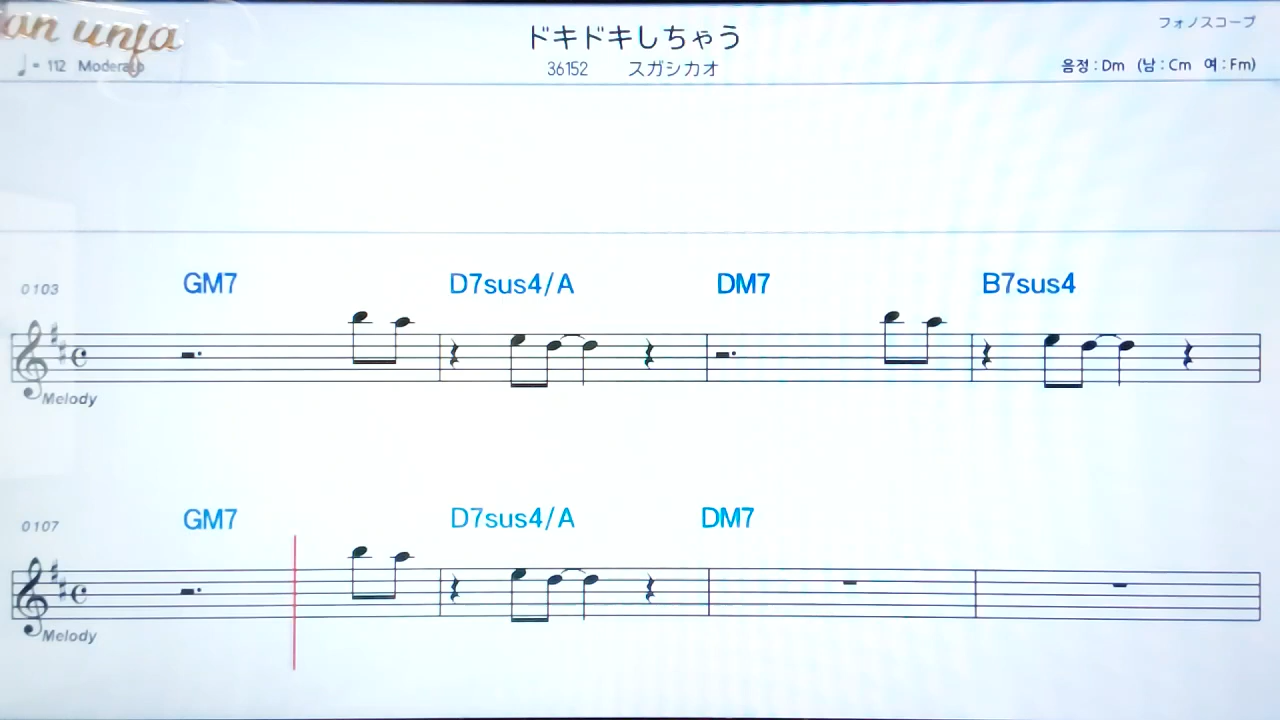 an unfa
ドキドキしちゃう
フォノスコープ
♩= 112 Moderato
36152 スガシカオ
음정 : Dm (남 : Cm 여 : Fm)
0103 GM7 D7sus4/A DM7 B7sus4
Melody
0107 GM7 D7sus4/A DM7
Melody